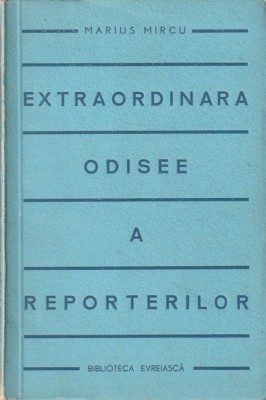 MARIUS MIRCU
EXTRAORDINARA
ODISEE
A
REPORTERILOR
BIBLIOTECA EVREIASCĂ